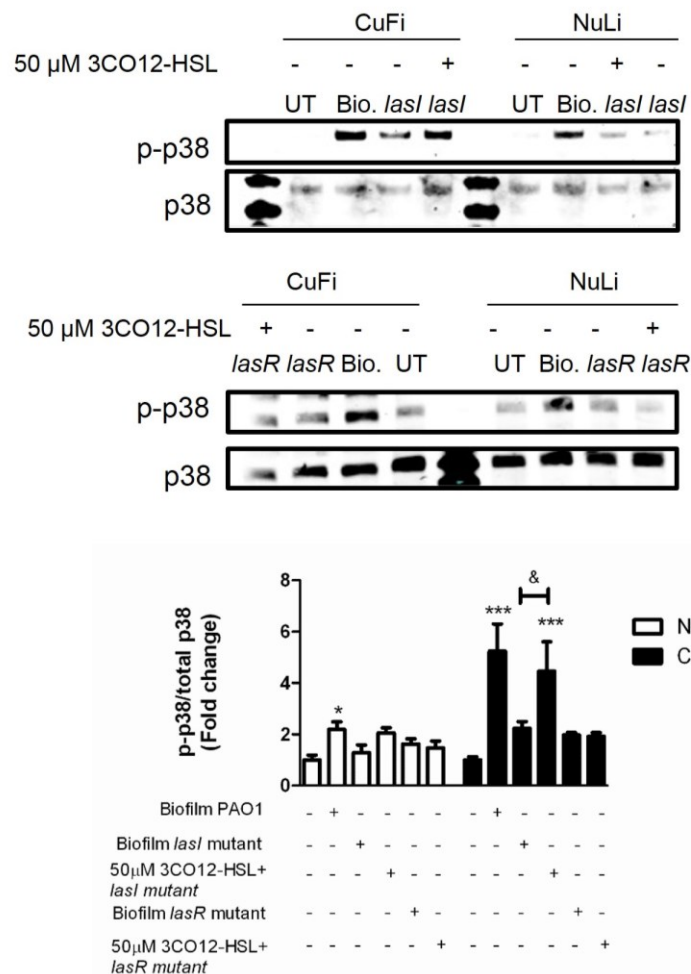 CuFi NuLi
50 µM 3CO12-HSL - - - + - - + -
UT Bio. lasI lasI UT Bio. lasI lasI
p-p38
p38
CuFi NuLi
50 µM 3CO12-HSL + - - - - - - +
lasR lasR Bio. UT UT Bio. lasR lasR
p-p38
p38
p-p38/total p38
(Fold change)
8
6
4
2
0
*
***
&
***
N
C
Biofilm PAO1 - + - - - - - + - - - -
Biofilm lasI mutant - - + - - - - - + - - -
50µM 3CO12-HSL+
lasI mutant - - - + - - - - - + - -
Biofilm lasR mutant - - - - + - - - - - + -
50µM 3CO12-HSL+
lasR mutant - - - - - + - - - - - +